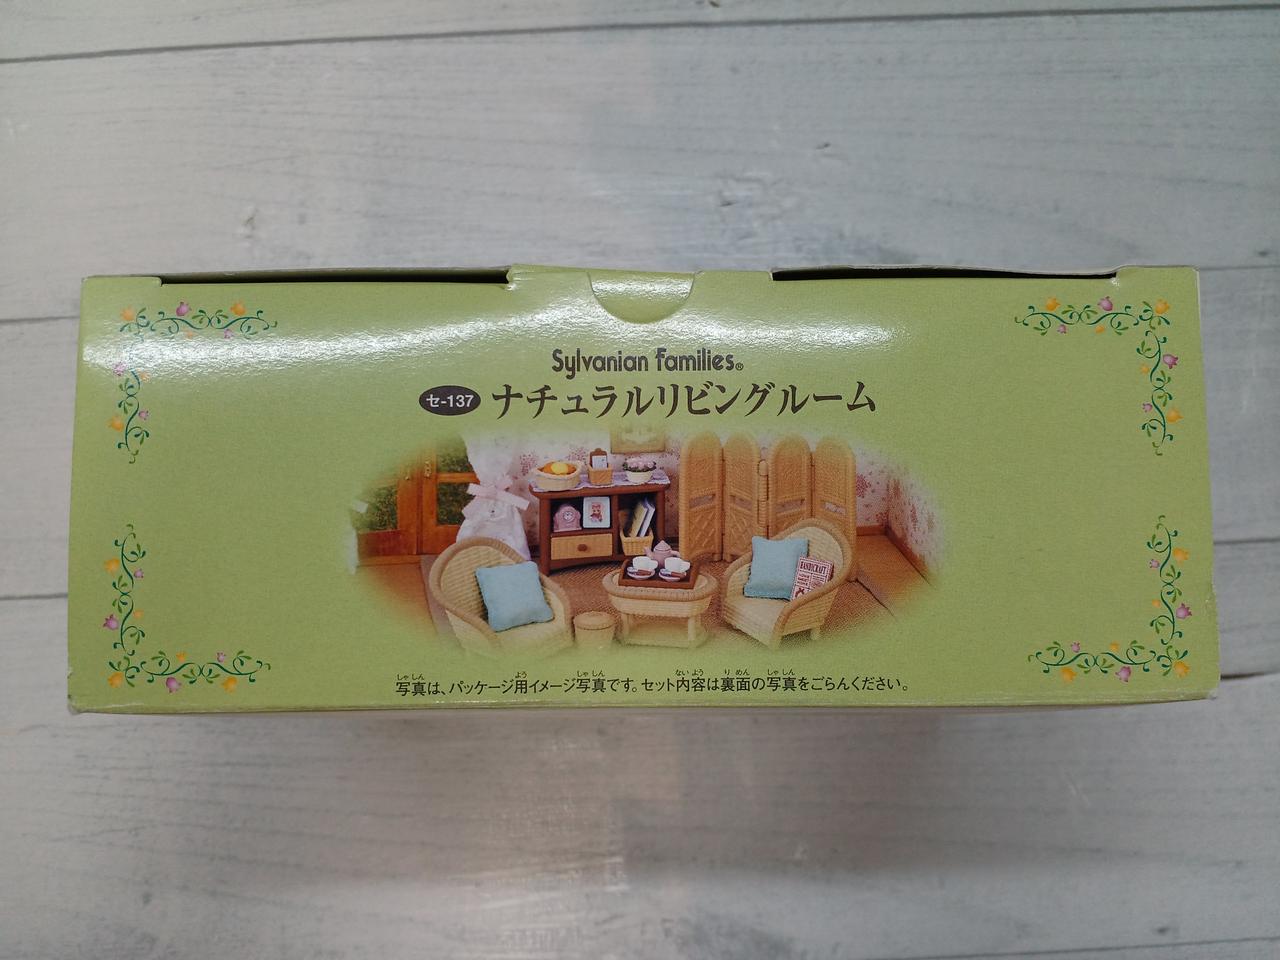 Sylvanian Families®
セ-137 ナチュラルリビングルーム
HANDICRAFT
写真は、パッケージ用イメージ写真です。セット内容は裏面の写真をごらんください。